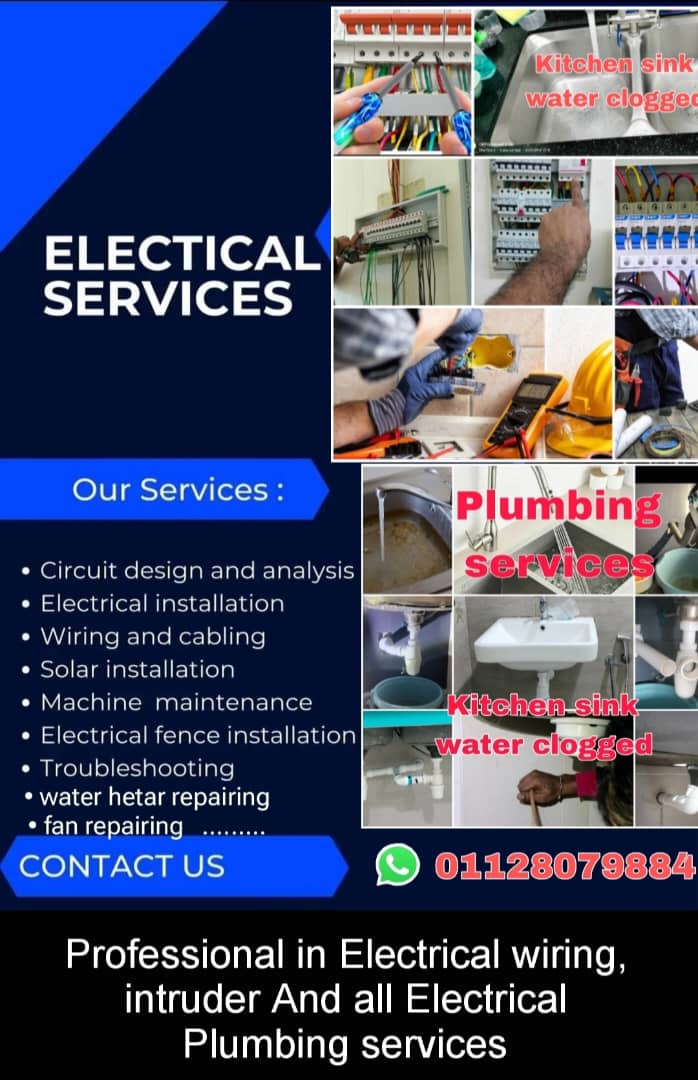 Kitchen sink
water clogged
ELECTICAL
SERVICES
Our Services :
• Circuit design and analysis
• Electrical installation
• Wiring and cabling
• Solar installation
• Machine maintenance
• Electrical fence installation
• Troubleshooting
• water hetar repairing
• fan repairing .........
Plumbing
services
Kitchen sink
water clogged
CONTACT US
01128079884
Professional in Electrical wiring,
intruder And all Electrical
Plumbing services